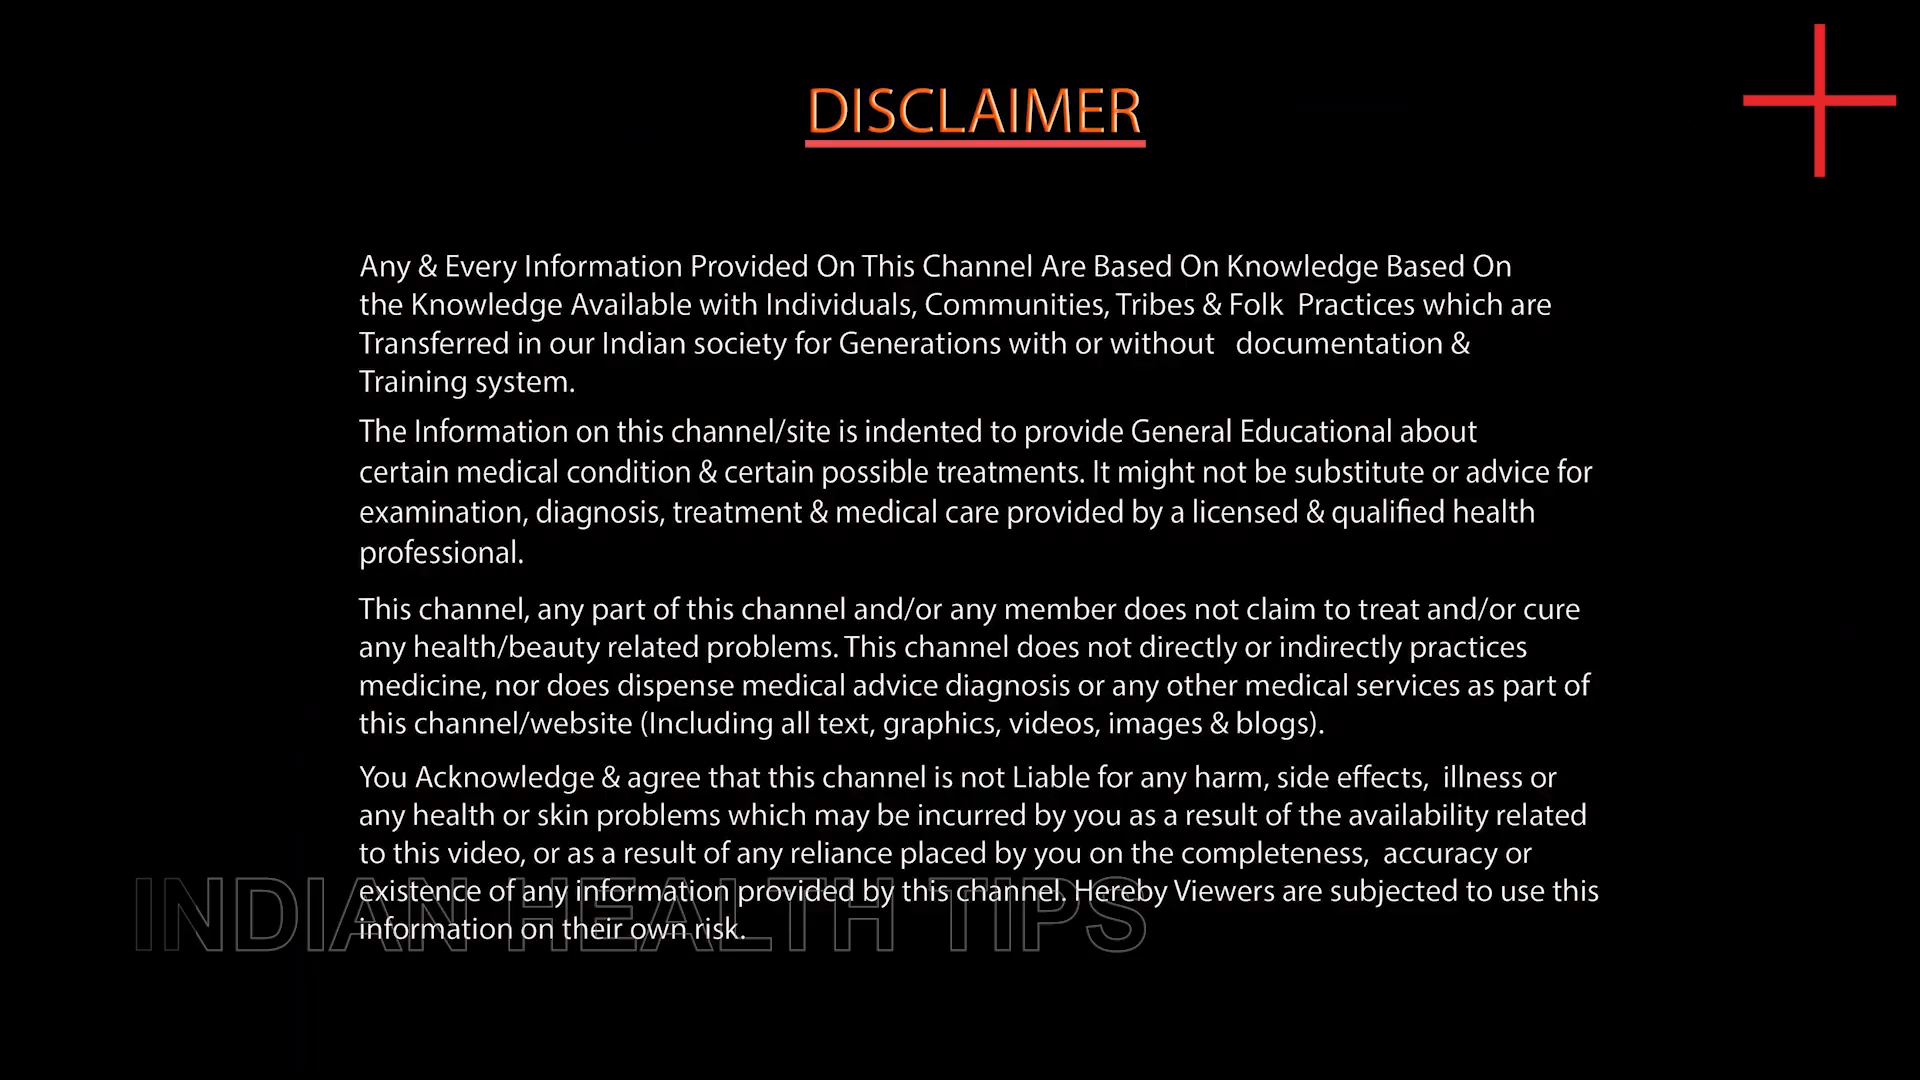 DISCLAIMER
Any & Every Information Provided On This Channel Are Based On Knowledge Based On
the Knowledge Available with Individuals, Communities, Tribes & Folk Practices which are
Transferred in our Indian society for Generations with or without documentation &
Training system.
The Information on this channel/site is indented to provide General Educational about
certain medical condition & certain possible treatments. It might not be substitute or advice for
examination, diagnosis, treatment & medical care provided by a licensed & qualified health
professional.
This channel, any part of this channel and/or any member does not claim to treat and/or cure
any health/beauty related problems. This channel does not directly or indirectly practices
medicine, nor does dispense medical advice diagnosis or any other medical services as part of
this channel/website (Including all text, graphics, videos, images & blogs).
You Acknowledge & agree that this channel is not Liable for any harm, side effects, illness or
any health or skin problems which may be incurred by you as a result of the availability related
to this video, or as a result of any reliance placed by you on the completeness, accuracy or
existence of any information provided by this channel. Hereby Viewers are subjected to use this
information on their own risk.
INDIAN HEALTH TIPS